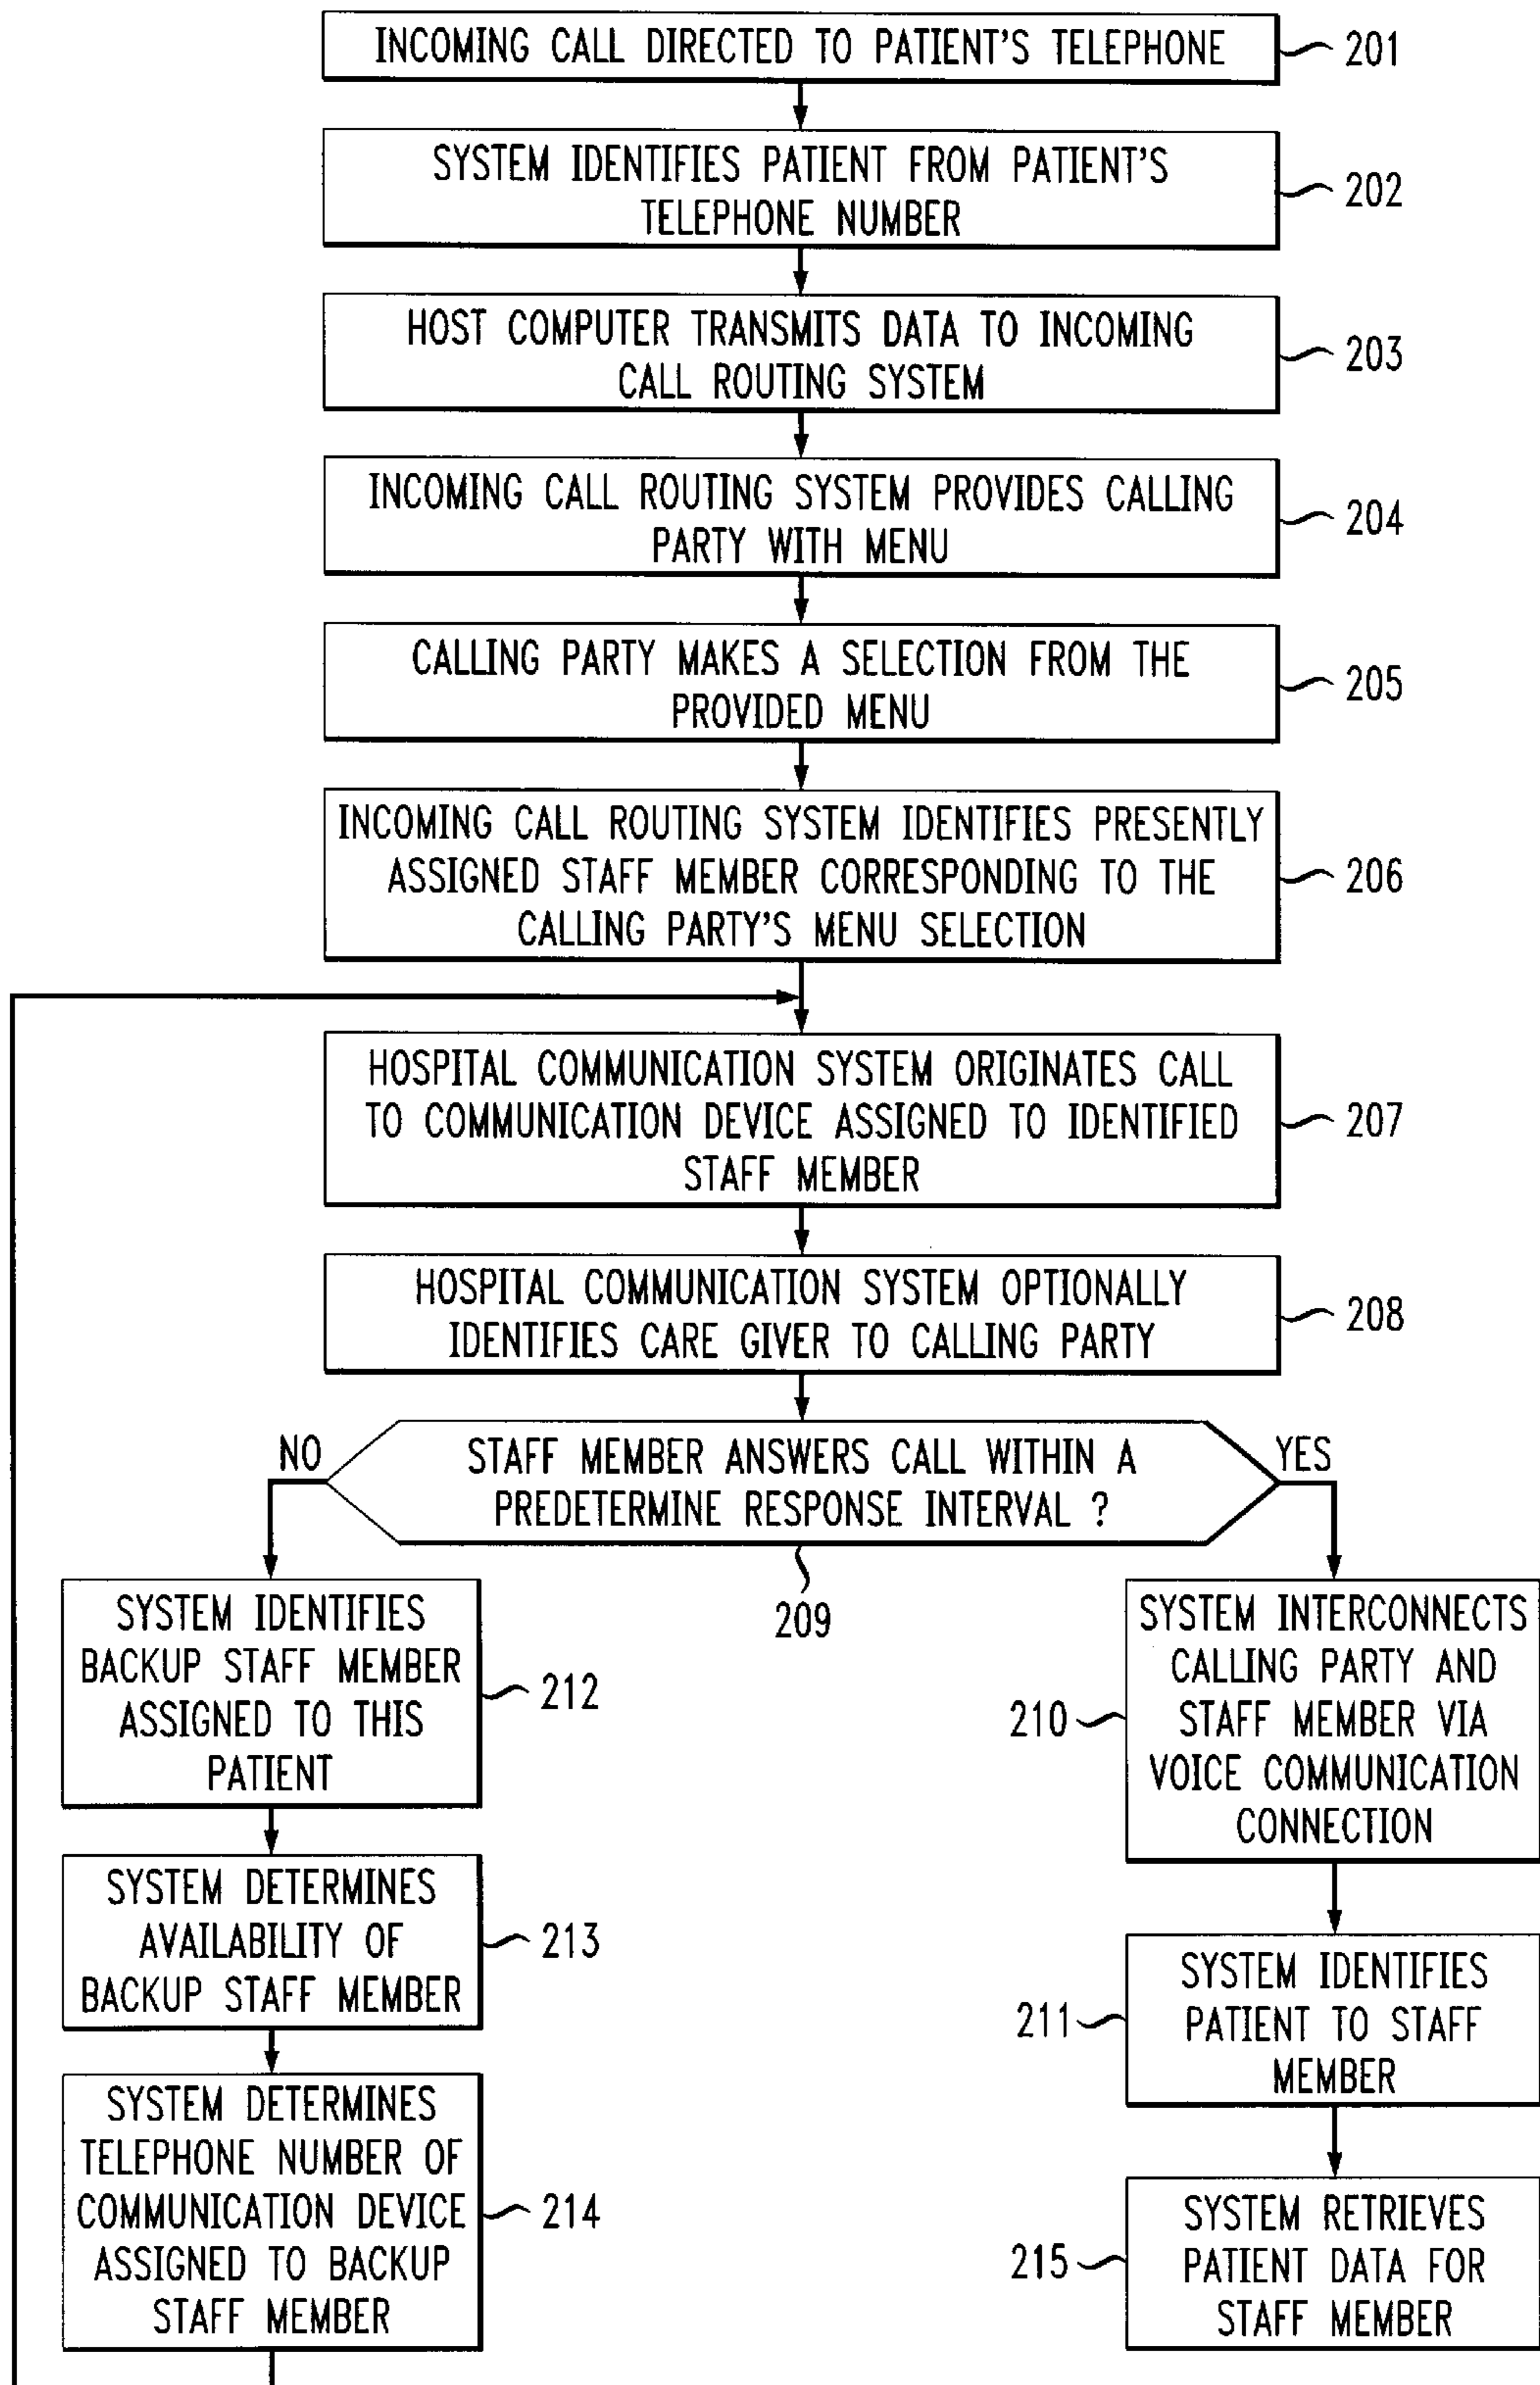 INCOMING CALL DIRECTED TO PATIENT'S TELEPHONE
201
SYSTEM IDENTIFIES PATIENT FROM PATIENT'S
TELEPHONE NUMBER
202
HOST COMPUTER TRANSMITS DATA TO INCOMING
CALL ROUTING SYSTEM
203
INCOMING CALL ROUTING SYSTEM PROVIDES CALLING
PARTY WITH MENU
204
CALLING PARTY MAKES A SELECTION FROM THE
PROVIDED MENU
205
INCOMING CALL ROUTING SYSTEM IDENTIFIES PRESENTLY
ASSIGNED STAFF MEMBER CORRESPONDING TO THE
CALLING PARTY'S MENU SELECTION
206
HOSPITAL COMMUNICATION SYSTEM ORIGINATES CALL
TO COMMUNICATION DEVICE ASSIGNED TO IDENTIFIED
STAFF MEMBER
207
HOSPITAL COMMUNICATION SYSTEM OPTIONALLY
IDENTIFIES CARE GIVER TO CALLING PARTY
208
NO
STAFF MEMBER ANSWERS CALL WITHIN A
PREDETERMINE RESPONSE INTERVAL ?
YES
209
SYSTEM IDENTIFIES
BACKUP STAFF MEMBER
ASSIGNED TO THIS
PATIENT
212
SYSTEM DETERMINES
AVAILABILITY OF
BACKUP STAFF MEMBER
213
SYSTEM DETERMINES
TELEPHONE NUMBER OF
COMMUNICATION DEVICE
ASSIGNED TO BACKUP
STAFF MEMBER
214
SYSTEM INTERCONNECTS
CALLING PARTY AND
STAFF MEMBER VIA
VOICE COMMUNICATION
CONNECTION
210
SYSTEM IDENTIFIES
PATIENT TO STAFF
MEMBER
211
SYSTEM RETRIEVES
PATIENT DATA FOR
STAFF MEMBER
215